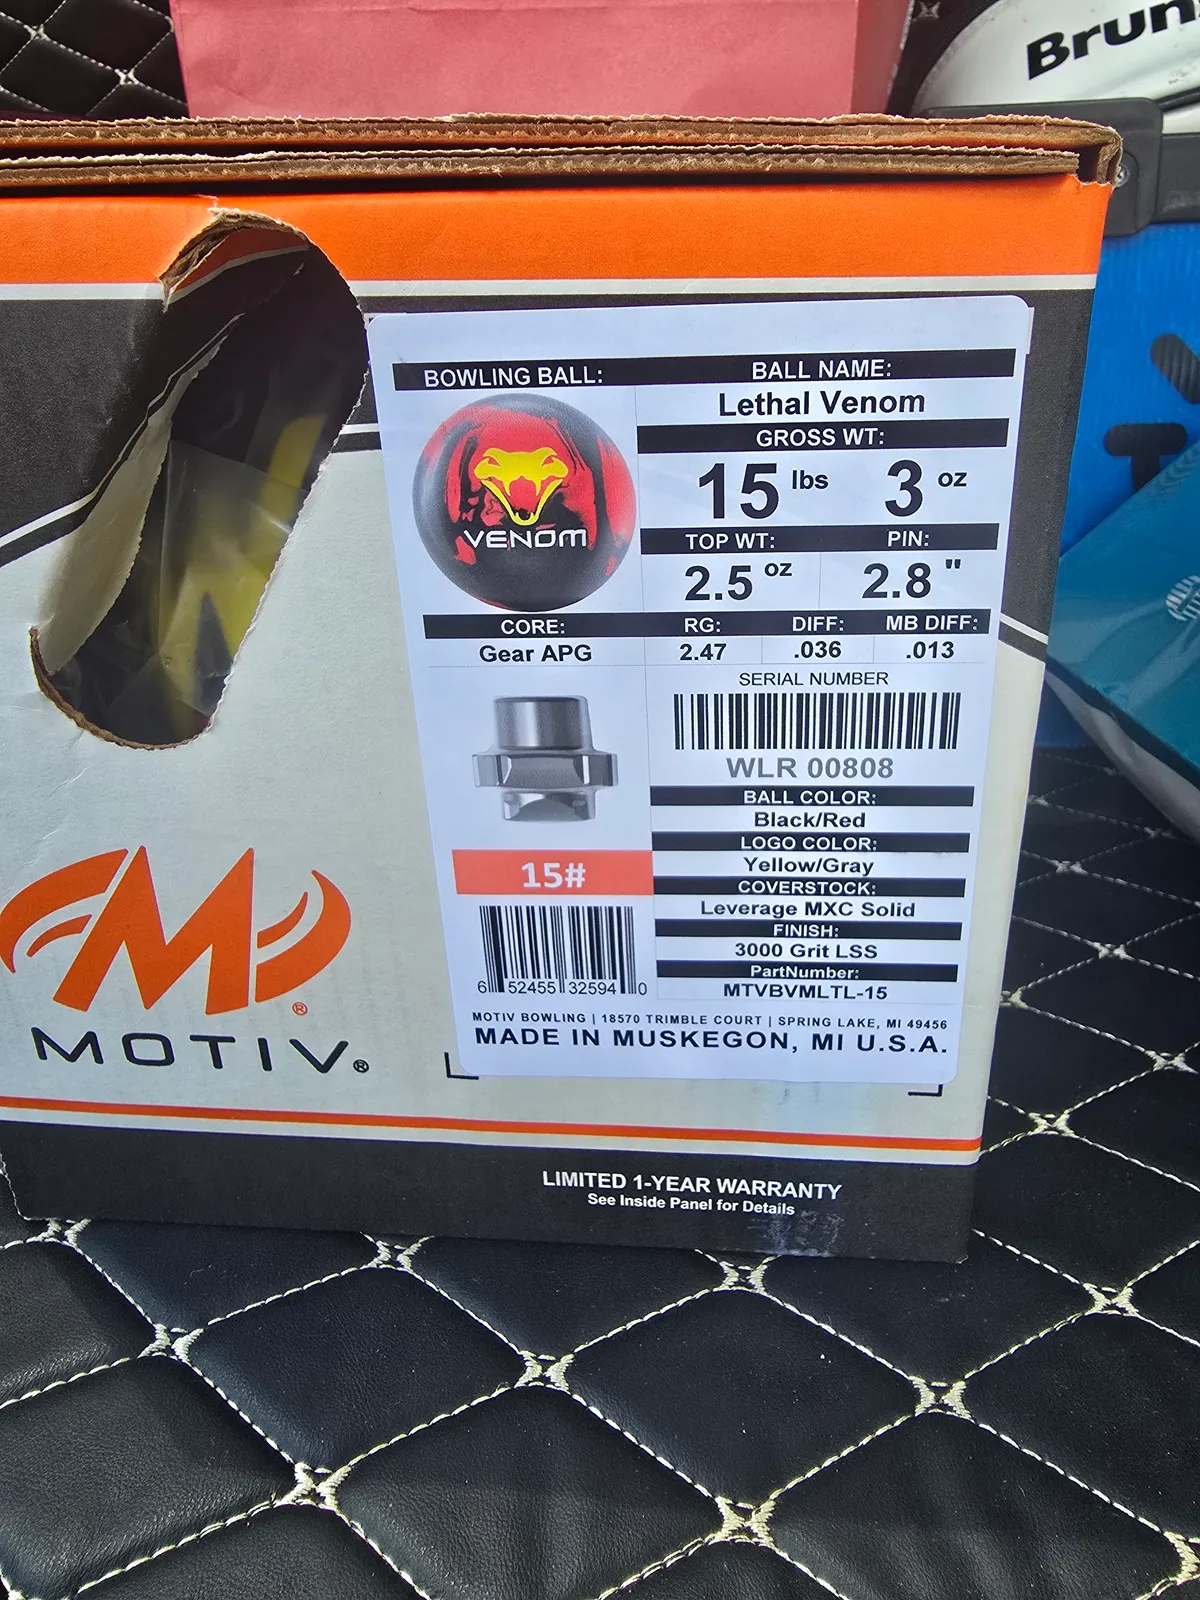 BOWLING BALL:
BALL NAME:
Lethal Venom
GROSS WT:
15 lbs 3 oz
VENOM
TOP WT: PIN:
2.5 oz 2.8 "
CORE: RG: DIFF: MB DIFF:
Gear APG 2.47 .036 .013
SERIAL NUMBER
WLR 00808
BALL COLOR:
Black/Red
LOGO COLOR:
Yellow/Gray
15#
COVERSTOCK:
Leverage MXC Solid
FINISH:
3000 Grit LSS
PartNumber:
MTVBVMLTL-15
6 52455 32594 0
MOTIV BOWLING | 18570 TRIMBLE COURT | SPRING LAKE, MI 49456
MADE IN MUSKEGON, MI U.S.A.
M ®
MOTIV®
LIMITED 1-YEAR WARRANTY
See Inside Panel for Details